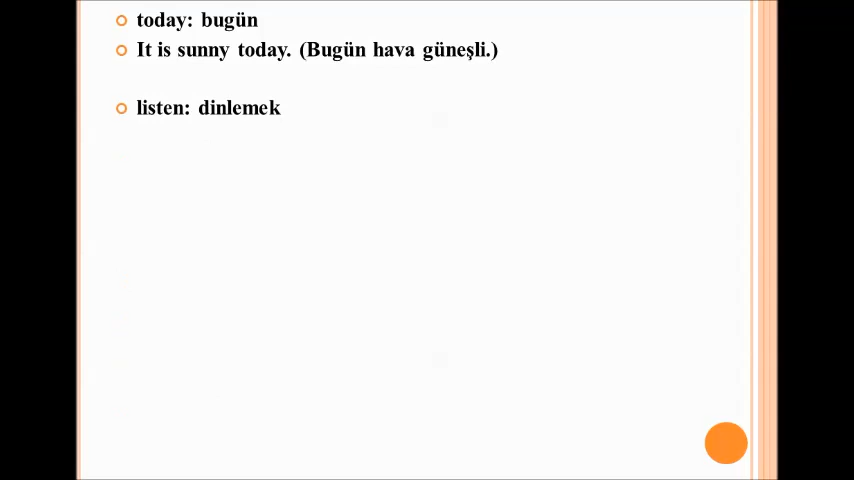 today: bugün
It is sunny today. (Bugün hava güneşli.)
listen: dinlemek